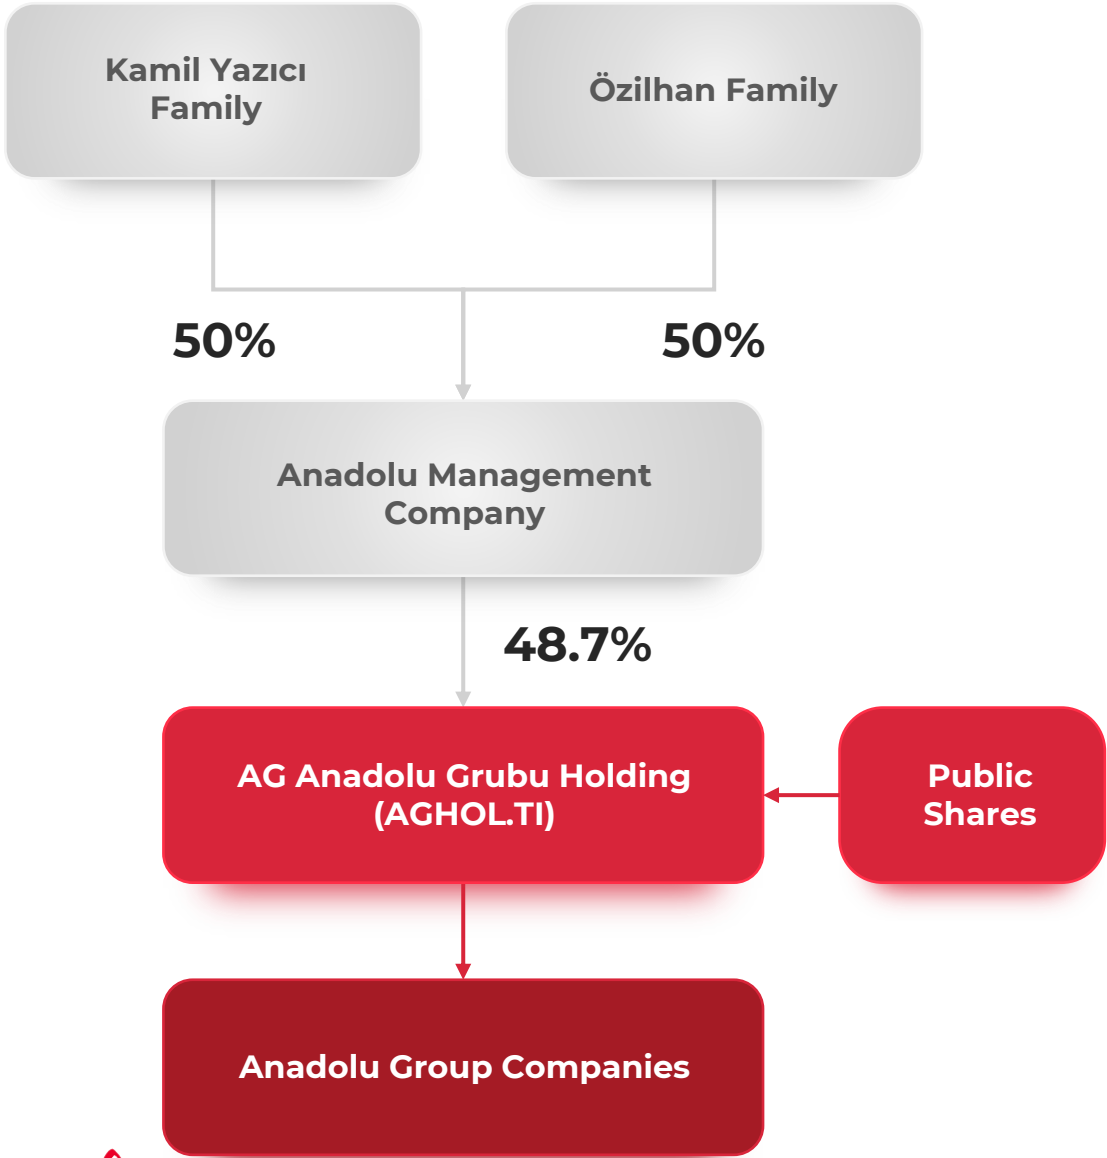 Kamil Yazıcı
Family
Özilhan Family
50%
50%
Anadolu Management
Company
48.7%
AG Anadolu Grubu Holding
(AGHOL.TI)
Public
Shares
Anadolu Group Companies